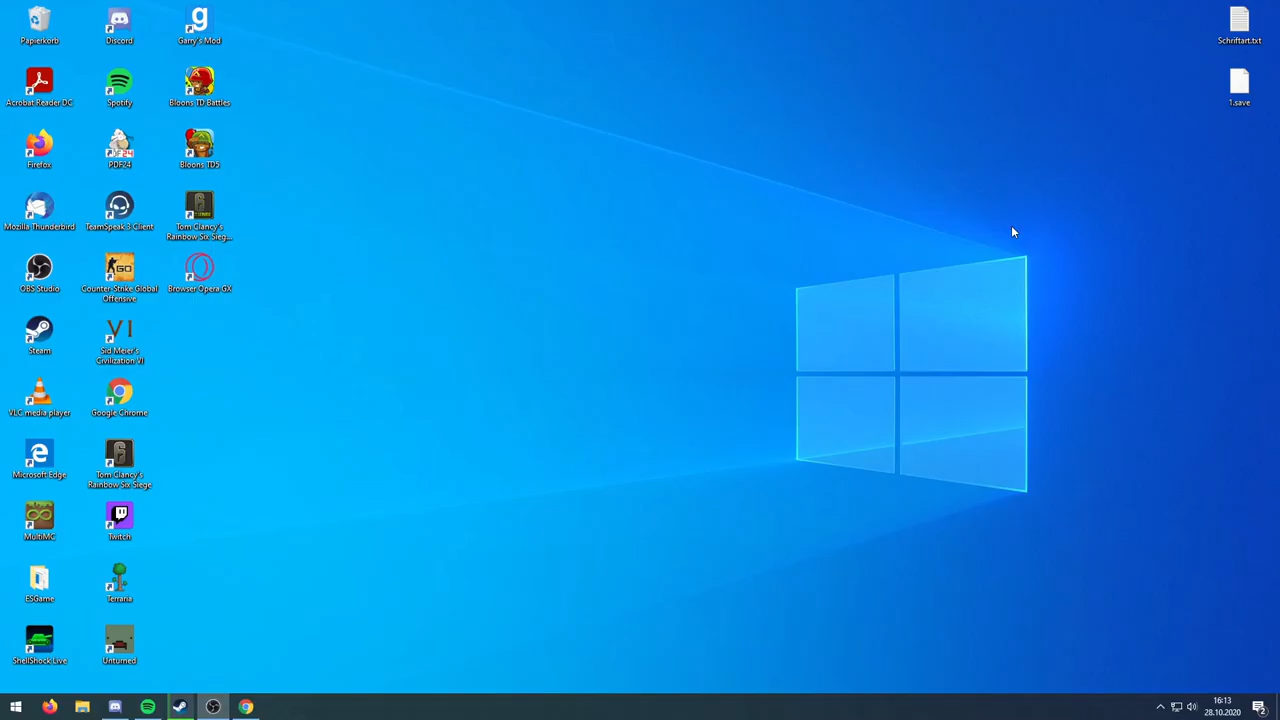 Papierkorb
Discord
Garry's Mod
Schriftart.txt
Acrobat Reader DC
Spotify
Bloons TD Battles
1.save
Firefox
PDF24
Bloons TD5
Mozilla Thunderbird
TeamSpeak 3 Client
Tom Clancy's
Rainbow Six Sieg...
OBS Studio
Counter-Strike Global
Offensive
Browser Opera GX
Steam
Sid Meier's
Civilization VI
VLC media player
Google Chrome
Microsoft Edge
Tom Clancy's
Rainbow Six Siege
MultiMC
Twitch
ESGame
Terraria
ShellShock Live
Unturned
16:13
28.10.2020